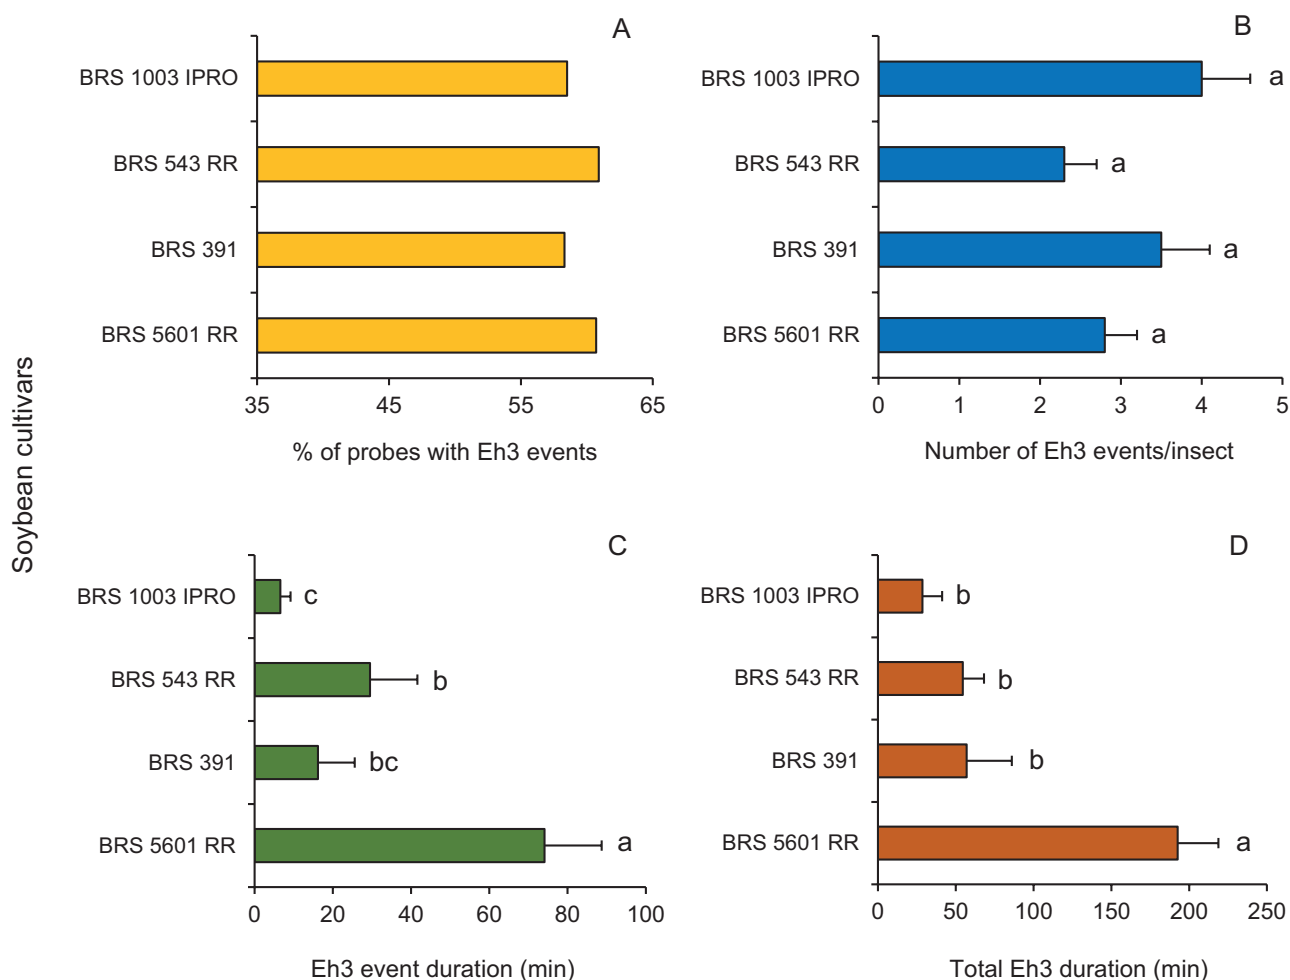 Soybean cultivars
A
BRS 1003 IPRO
BRS 543 RR
BRS 391
BRS 5601 RR
35 45 55 65
% of probes with Eh3 events
B
BRS 1003 IPRO a
BRS 543 RR a
BRS 391 a
BRS 5601 RR a
0 1 2 3 4 5
Number of Eh3 events/insect
C
BRS 1003 IPRO c
BRS 543 RR b
BRS 391 bc
BRS 5601 RR a
0 20 40 60 80 100
Eh3 event duration (min)
D
BRS 1003 IPRO b
BRS 543 RR b
BRS 391 b
BRS 5601 RR a
0 50 100 150 200 250
Total Eh3 duration (min)